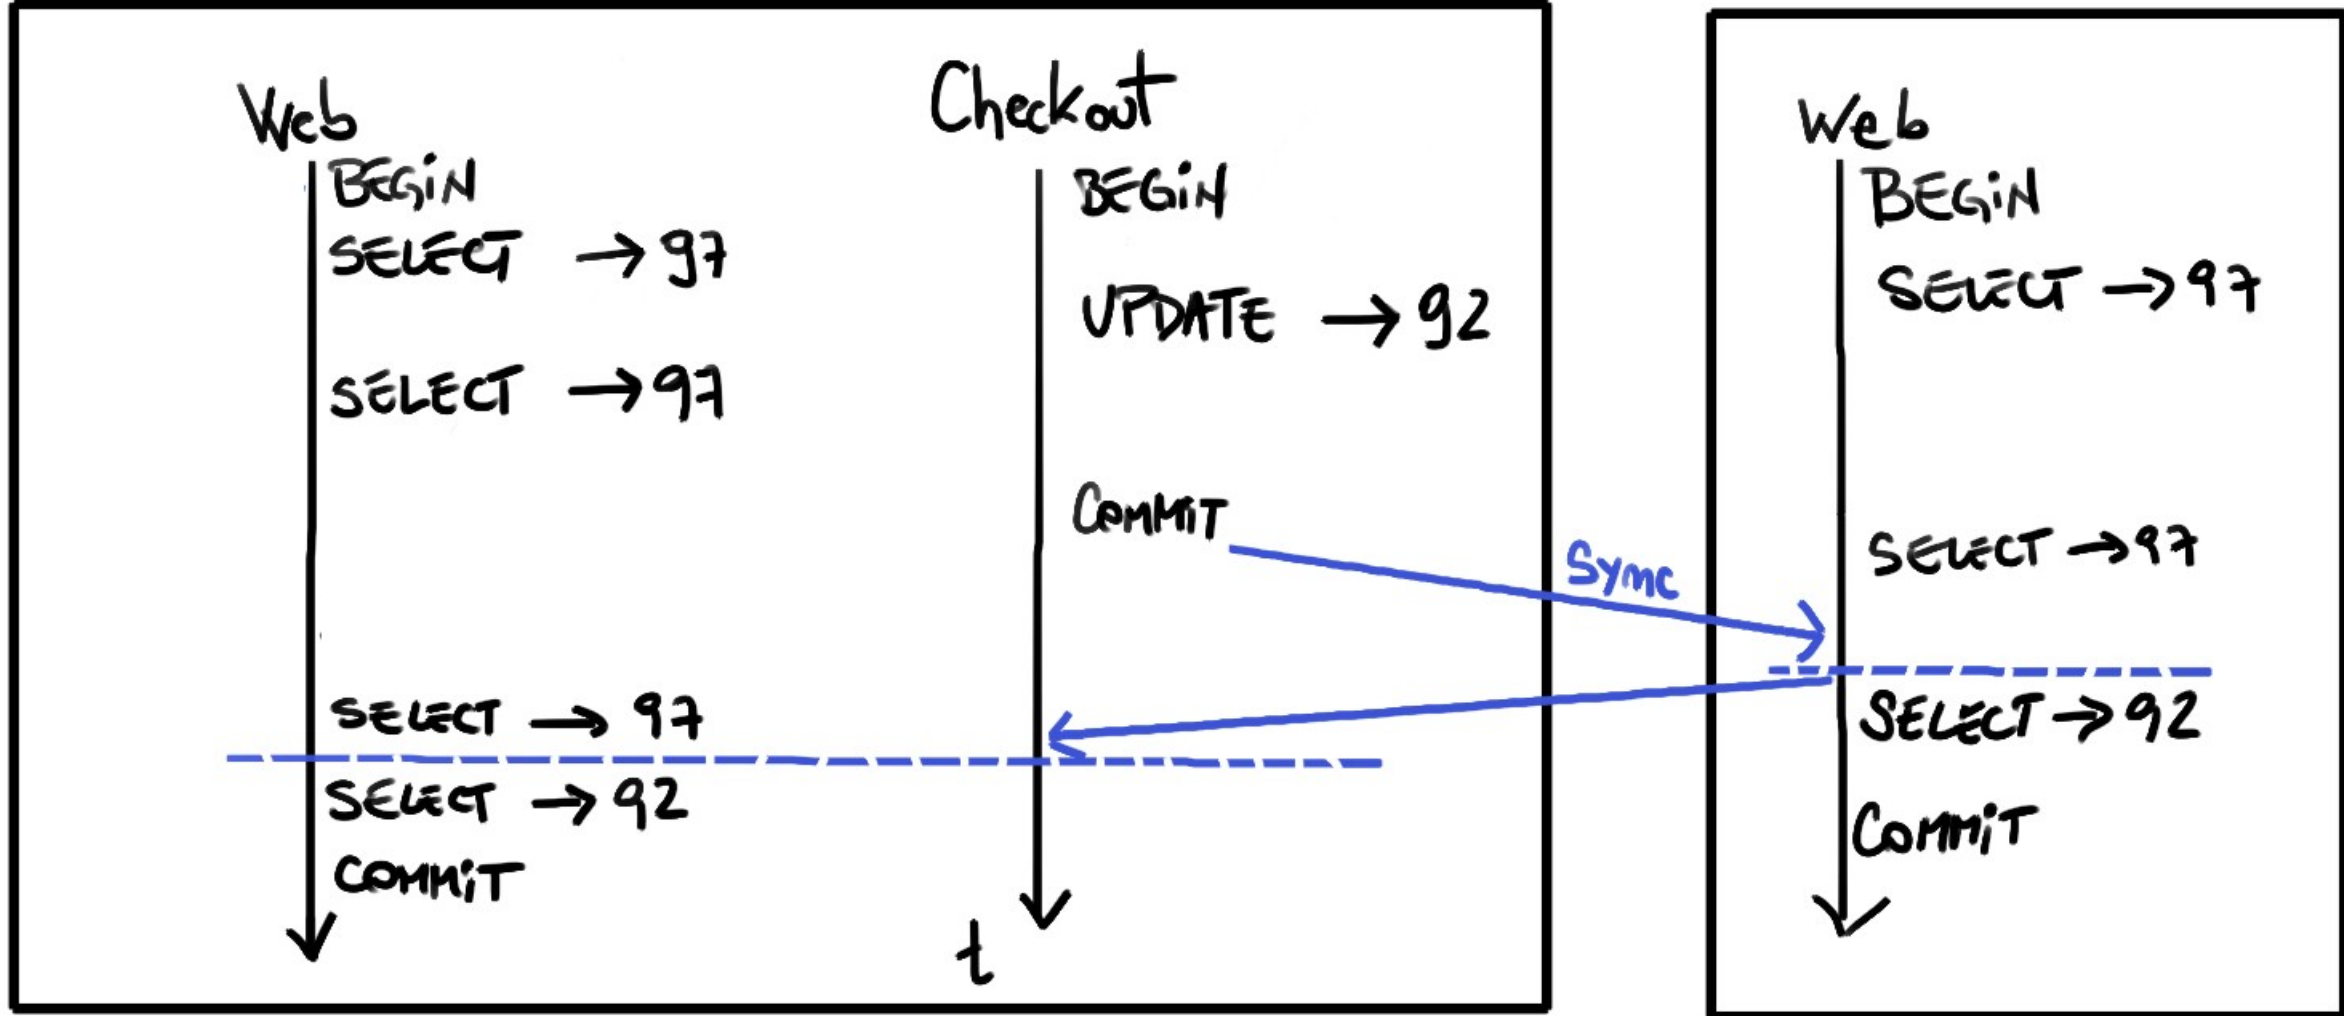 Web
BEGIN
SELECT → 97
SELECT → 97
SELECT → 97
SELECT → 92
COMMIT
Checkout
BEGIN
UPDATE → 92
COMMIT
t
Sync
Web
BEGIN
SELECT → 97
SELECT → 97
SELECT → 92
COMMIT